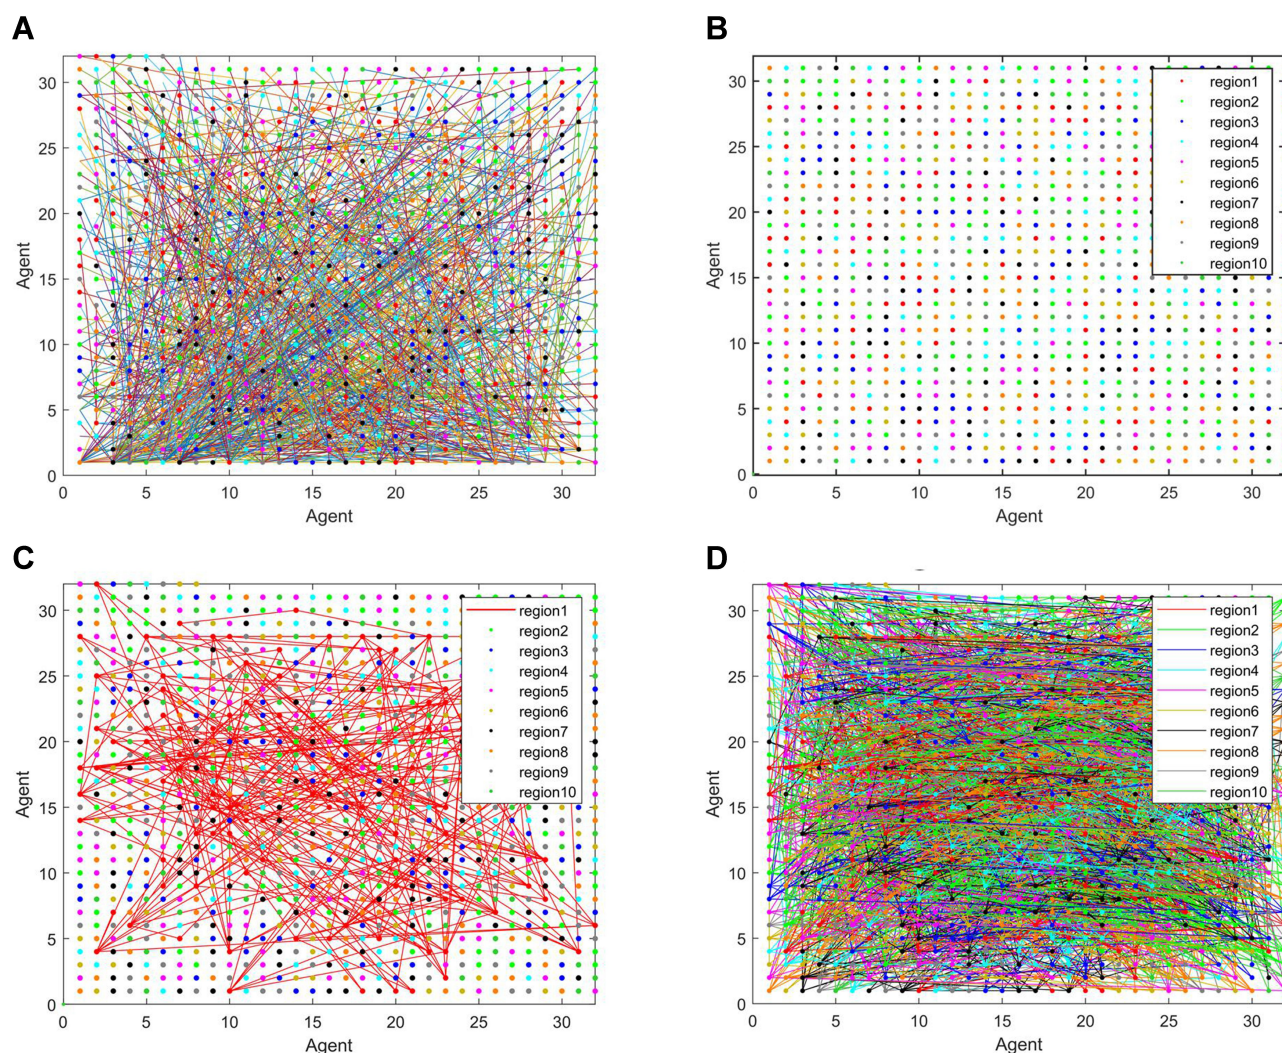 A
30
25
20
15
10
5
0
Agent
0 5 10 15 20 25 30
Agent
B
30
25
20
15
10
5
0
Agent
region1
region2
region3
region4
region5
region6
region7
region8
region9
region10
0 5 10 15 20 25 30
Agent
C
30
25
20
15
10
5
0
Agent
region1
region2
region3
region4
region5
region6
region7
region8
region9
region10
0 5 10 15 20 25 30
Agent
D
30
25
20
15
10
5
0
Agent
region1
region2
region3
region4
region5
region6
region7
region8
region9
region10
0 5 10 15 20 25 30
Agent